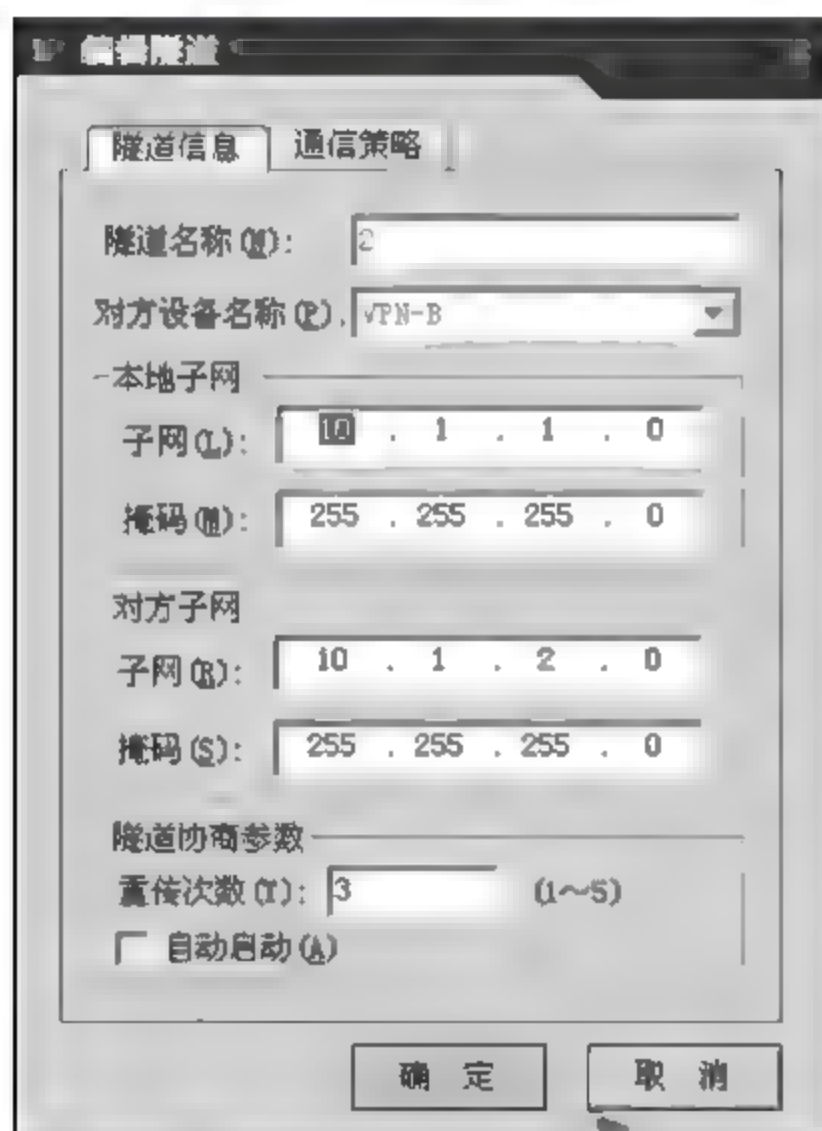 编辑隧道
隧道信息 通信策略
隧道名称(N): 2
对方设备名称(P). VPN-B
本地子网
子网(L): 10 . 1 . 1 . 0
掩码(M): 255 . 255 . 255 . 0
对方子网
子网(R): 10 . 1 . 2 . 0
掩码(S): 255 . 255 . 255 . 0
隧道协商参数
重传次数(T): 3 (1～5)
自动启动(A)
确 定 取 消